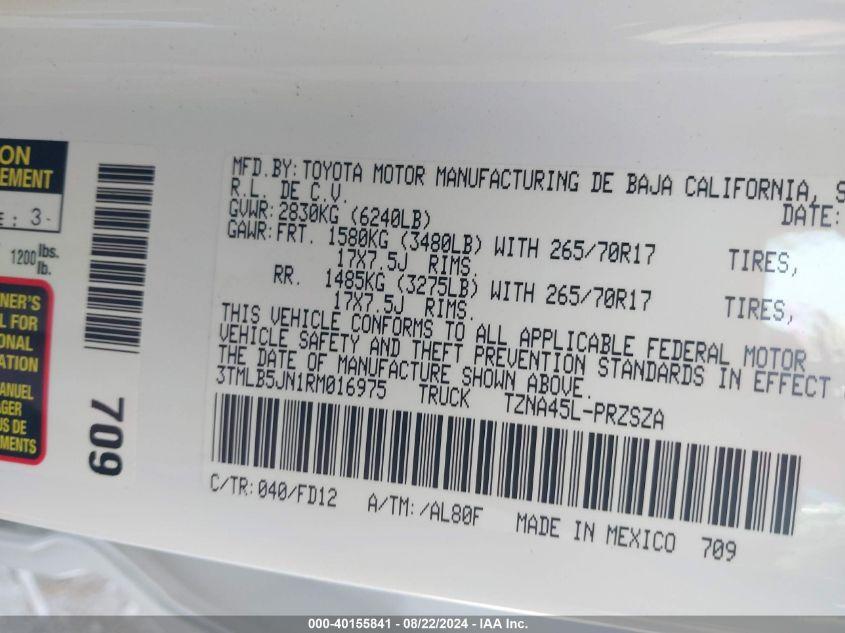 ON
EMENT
E : 3-
1200 lbs.
lb.
NER'S
L FOR
ONAL
ATION
ANUEL
AGER
US DE
MENTS
709
MFD.BY: TOYOTA MOTOR MANUFACTURING DE BAJA CALIFORNIA, S
R.L. DE C.V. DATE:
GVWR: 2830KG (6240LB)
GAWR: FRT. 1580KG (3480LB) WITH 265/70R17 TIRES,
17X7.5J RIMS.
RR. 1485KG (3275LB) WITH 265/70R17 TIRES,
17X7.5J RIMS.
THIS VEHICLE CONFORMS TO ALL APPLICABLE FEDERAL MOTOR
VEHICLE SAFETY AND THEFT PREVENTION STANDARDS IN EFFECT
THE DATE OF MANUFACTURE SHOWN ABOVE.
3TMLB5JN1RM016975 TRUCK TZNA45L-PRZSZA
C/TR: 040/FD12 A/TM: /AL80F MADE IN MEXICO 709
000-40155841 - 08/22/2024 - IAA Inc.